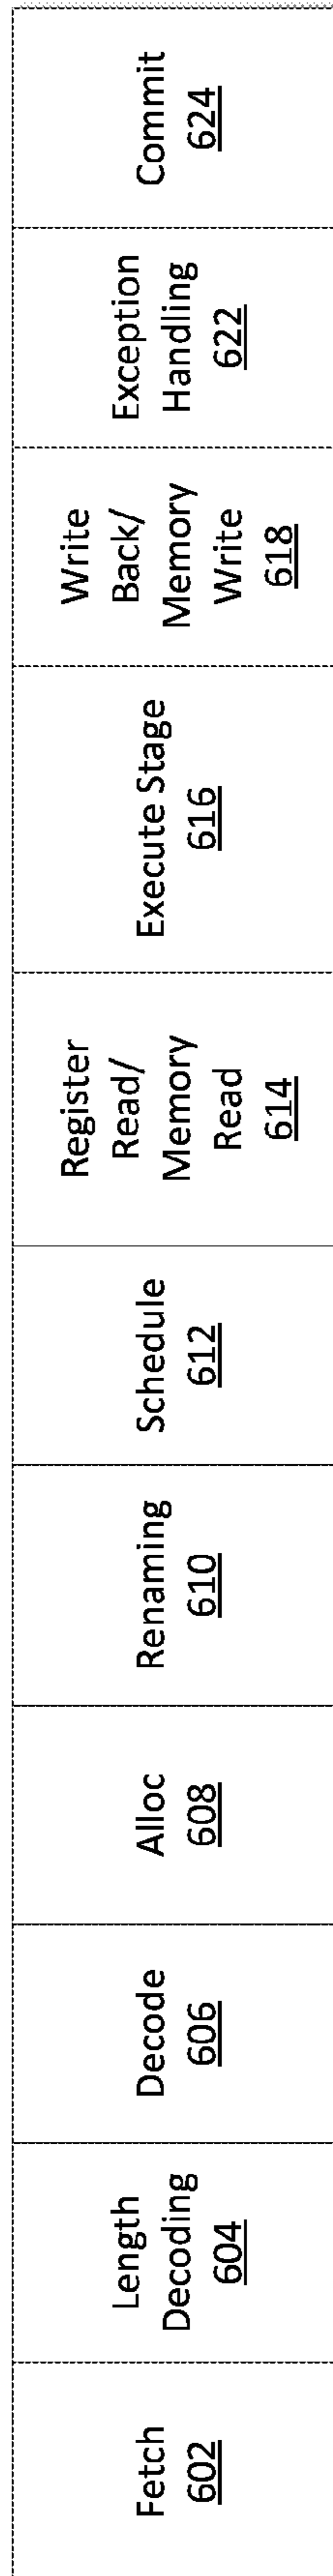 Fetch
602
Length
Decoding
604
Decode
606
Alloc
608
Renaming
610
Schedule
612
Register
Read/
Memory
Read
614
Execute Stage
616
Write
Back/
Memory
Write
618
Exception
Handling
622
Commit
624